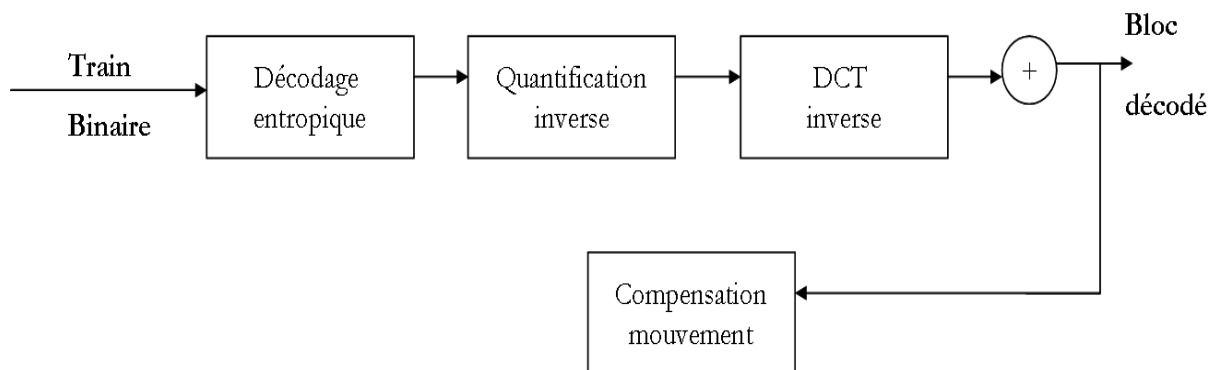 Train
Binaire
Décodage
entropique
Quantification
inverse
DCT
inverse
+
Bloc
décodé
Compensation
mouvement